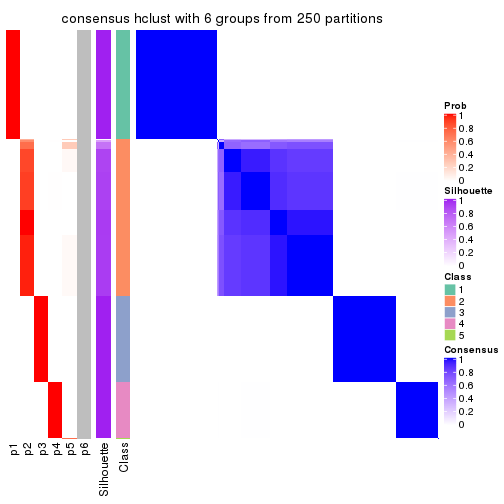 consensus hclust with 6 groups from 250 partitions
Prob
1
0.8
0.6
0.4
0.2
0
Silhouette
1
0.8
0.6
0.4
0.2
0
Class
1
2
3
4
5
Consensus
1
0.8
0.6
0.4
0.2
0
p1
p2
p3
p4
p5
p6
Silhouette
Class